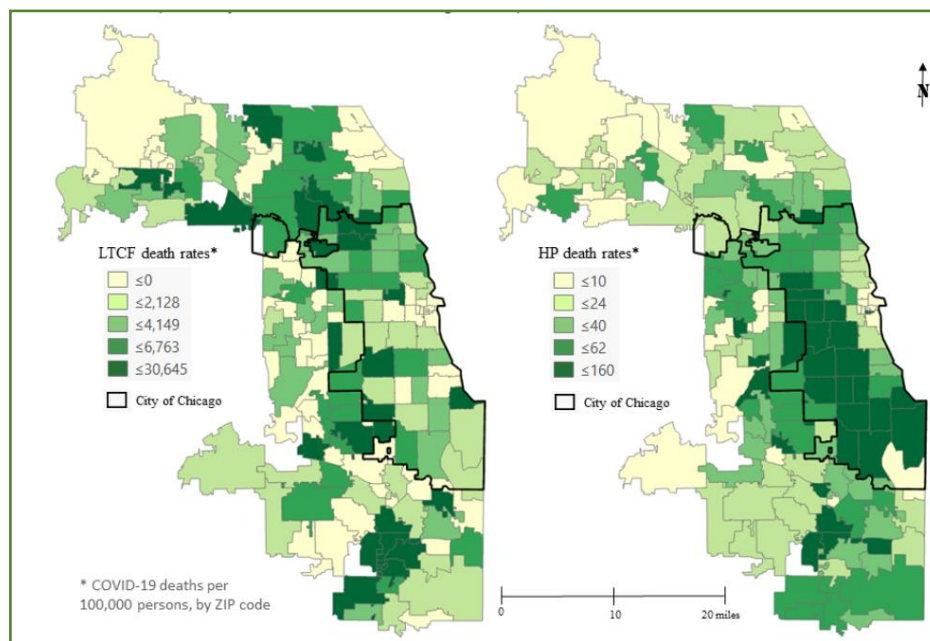 N
LTCF death rates*
≤0
≤2,128
≤4,149
≤6,763
≤30,645
City of Chicago
HP death rates*
≤10
≤24
≤40
≤62
≤160
City of Chicago
* COVID-19 deaths per
100,000 persons, by ZIP code
0 10 20 miles